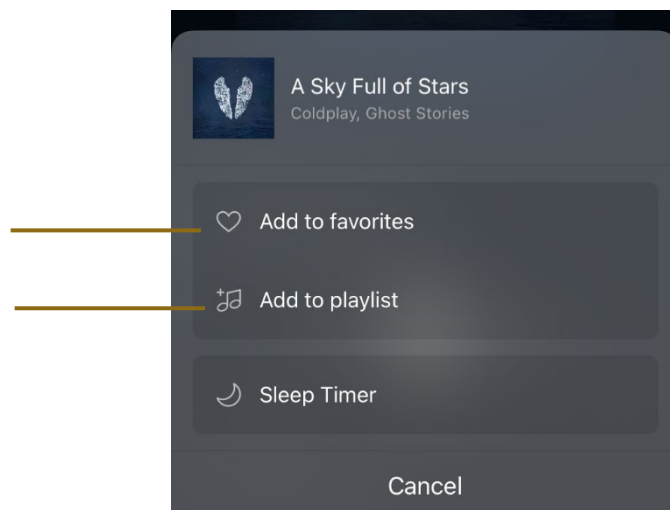 A Sky Full of Stars
Coldplay, Ghost Stories
Add to favorites
Add to playlist
Sleep Timer
Cancel